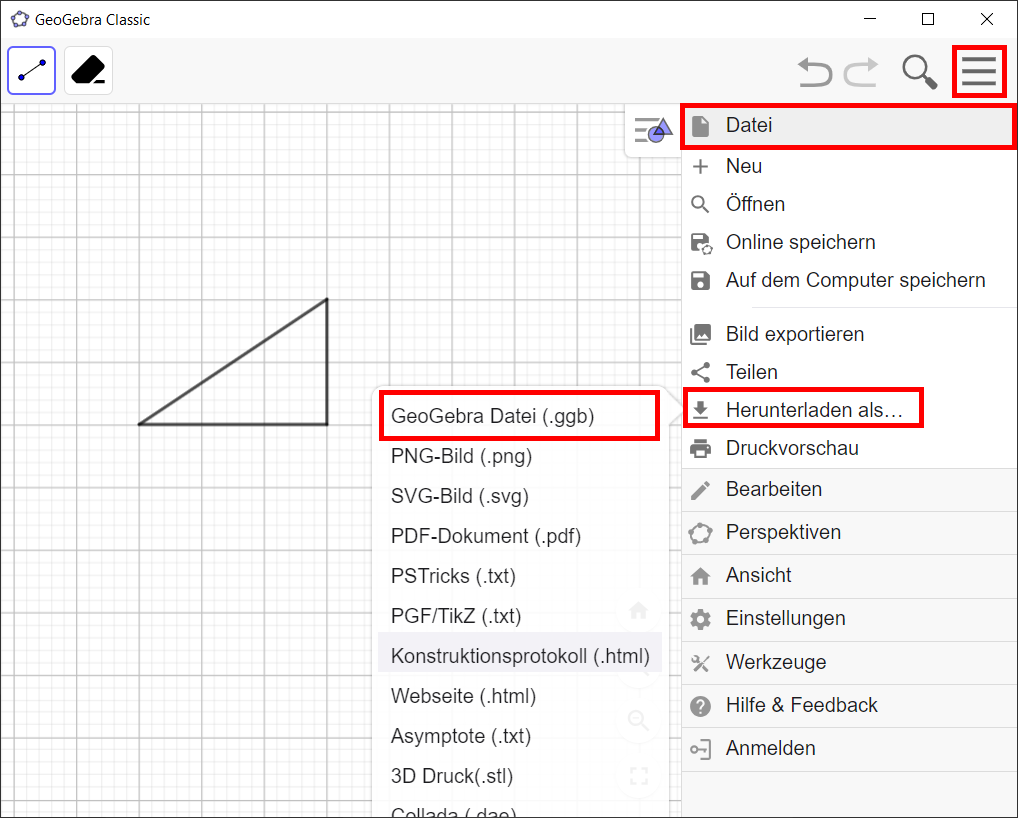 GeoGebra Classic
Datei
Neu
Öffnen
Online speichern
Auf dem Computer speichern
Bild exportieren
Teilen
Herunterladen als…
Druckvorschau
Bearbeiten
Perspektiven
Ansicht
Einstellungen
Werkzeuge
Hilfe & Feedback
Anmelden
GeoGebra Datei (.ggb)
PNG-Bild (.png)
SVG-Bild (.svg)
PDF-Dokument (.pdf)
PSTricks (.txt)
PGF/TikZ (.txt)
Konstruktionsprotokoll (.html)
Webseite (.html)
Asymptote (.txt)
3D Druck(.stl)
Collada (.dae)